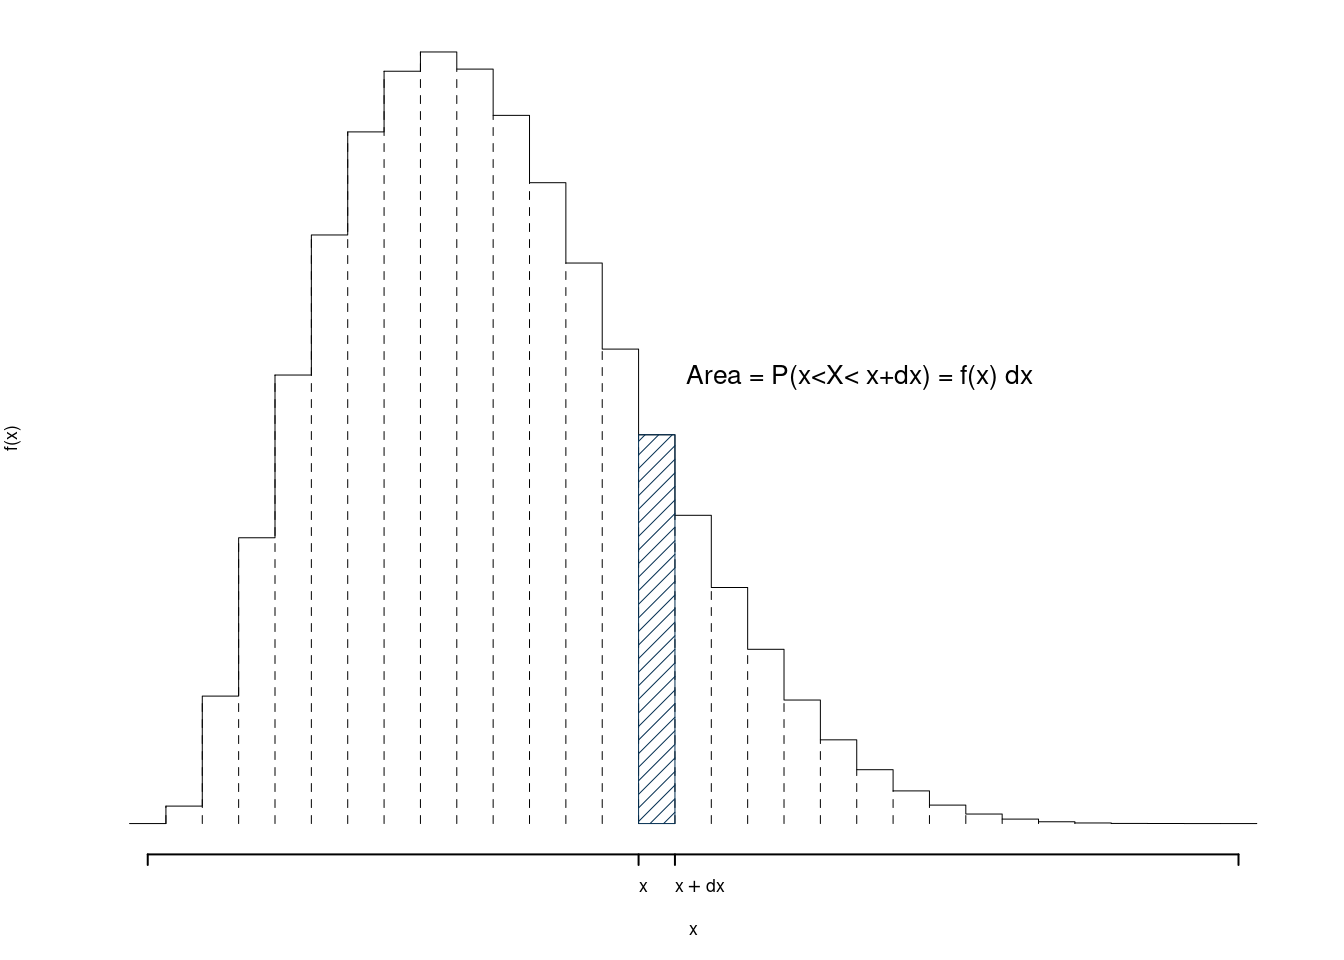 Area = P(x<X< x+dx) = f(x) dx
f(x)
x
x + dx
x